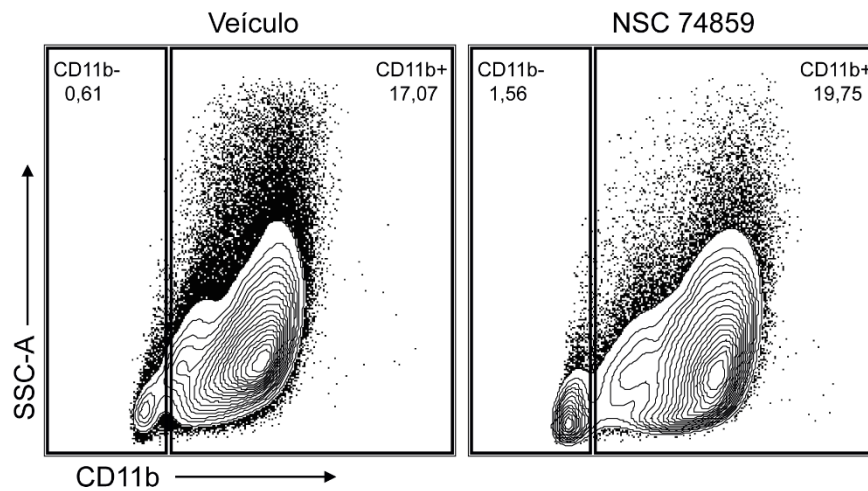 Veículo
NSC 74859
CD11b-
0,61
CD11b+
17,07
CD11b-
1,56
CD11b+
19,75
SSC-A
CD11b